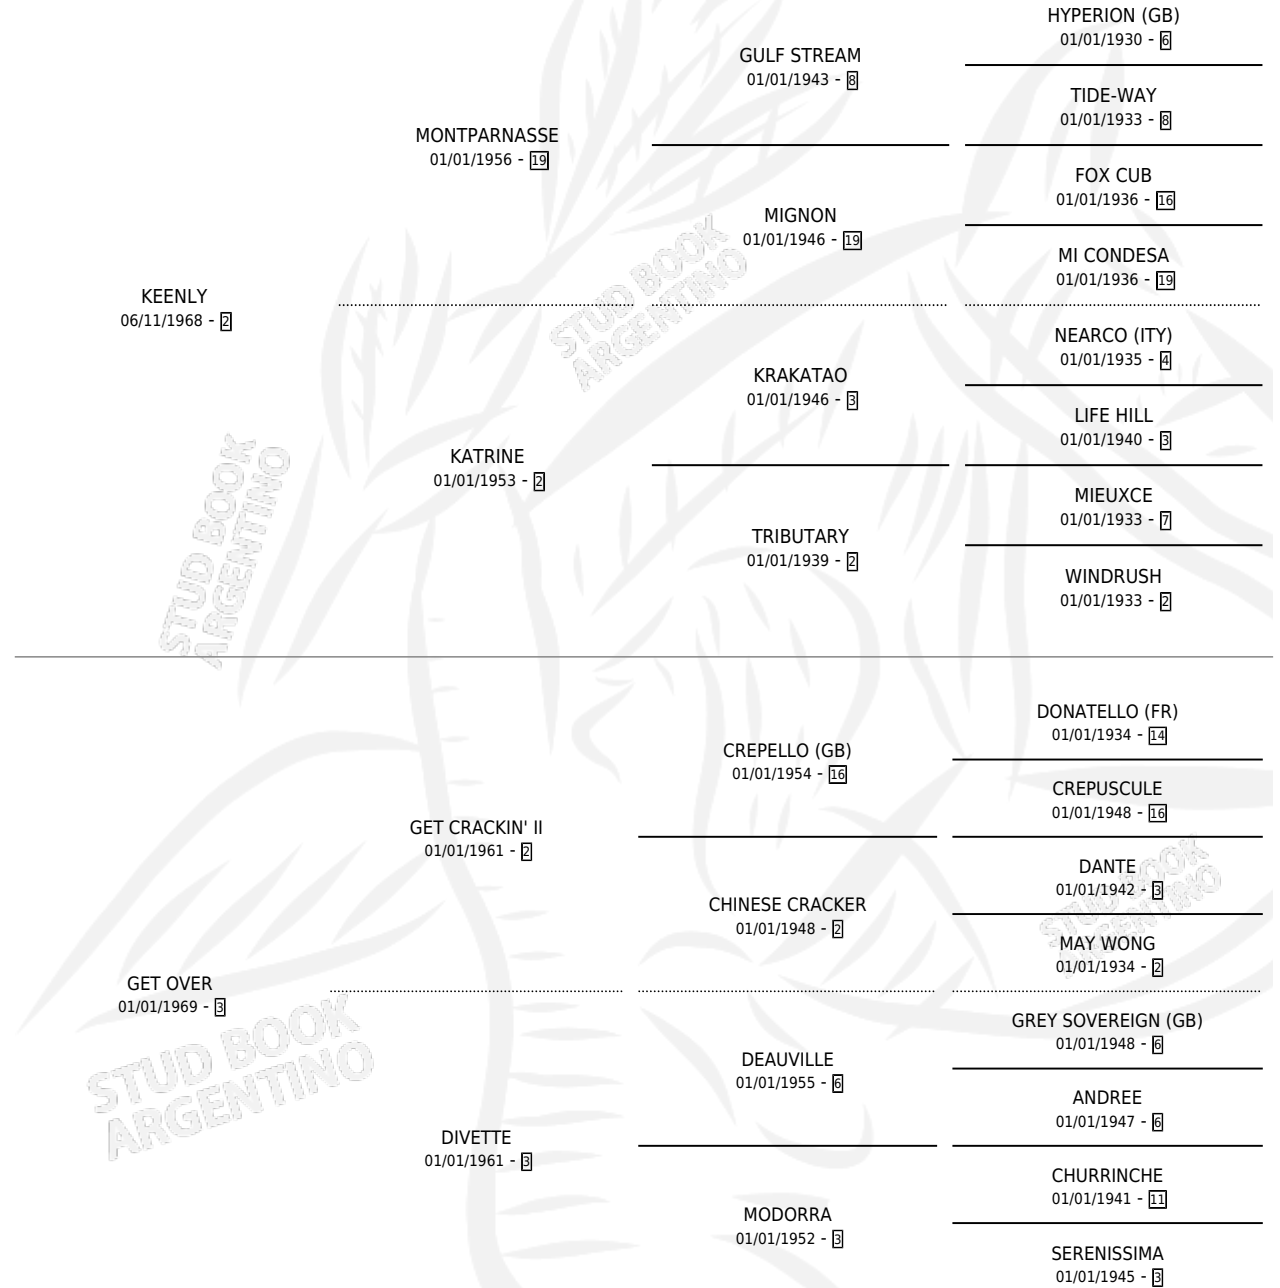 HYPERION (GB)
01/01/1930 - 6
GULF STREAM
01/01/1943 - 8
TIDE-WAY
01/01/1933 - 8
MONTPARNASSE
01/01/1956 - 19
FOX CUB
01/01/1936 - 16
MIGNON
01/01/1946 - 19
MI CONDESA
01/01/1936 - 19
KEENLY
06/11/1968 - 2
NEARCO (ITY)
01/01/1935 - 4
KRAKATAO
01/01/1946 - 3
LIFE HILL
01/01/1940 - 3
KATRINE
01/01/1953 - 2
MIEUXCE
01/01/1933 - 7
TRIBUTARY
01/01/1939 - 2
WINDRUSH
01/01/1933 - 2
STUD BOOK
ARGENTINO
STUD BOOK
ARGENTINO
DONATELLO (FR)
01/01/1934 - 14
CREPELLO (GB)
01/01/1954 - 16
CREPUSCULE
01/01/1948 - 16
GET CRACKIN' II
01/01/1961 - 2
DANTE
01/01/1942 - 3
CHINESE CRACKER
01/01/1948 - 2
MAY WONG
01/01/1934 - 2
GET OVER
01/01/1969 - 3
GREY SOVEREIGN (GB)
01/01/1948 - 6
DEAUVILLE
01/01/1955 - 6
ANDREE
01/01/1947 - 6
DIVETTE
01/01/1961 - 3
CHURRINCHE
01/01/1941 - 11
MODORRA
01/01/1952 - 3
SERENISSIMA
01/01/1945 - 3
STUD BOOK
ARGENTINO
STUD BOOK
ARGENTINO